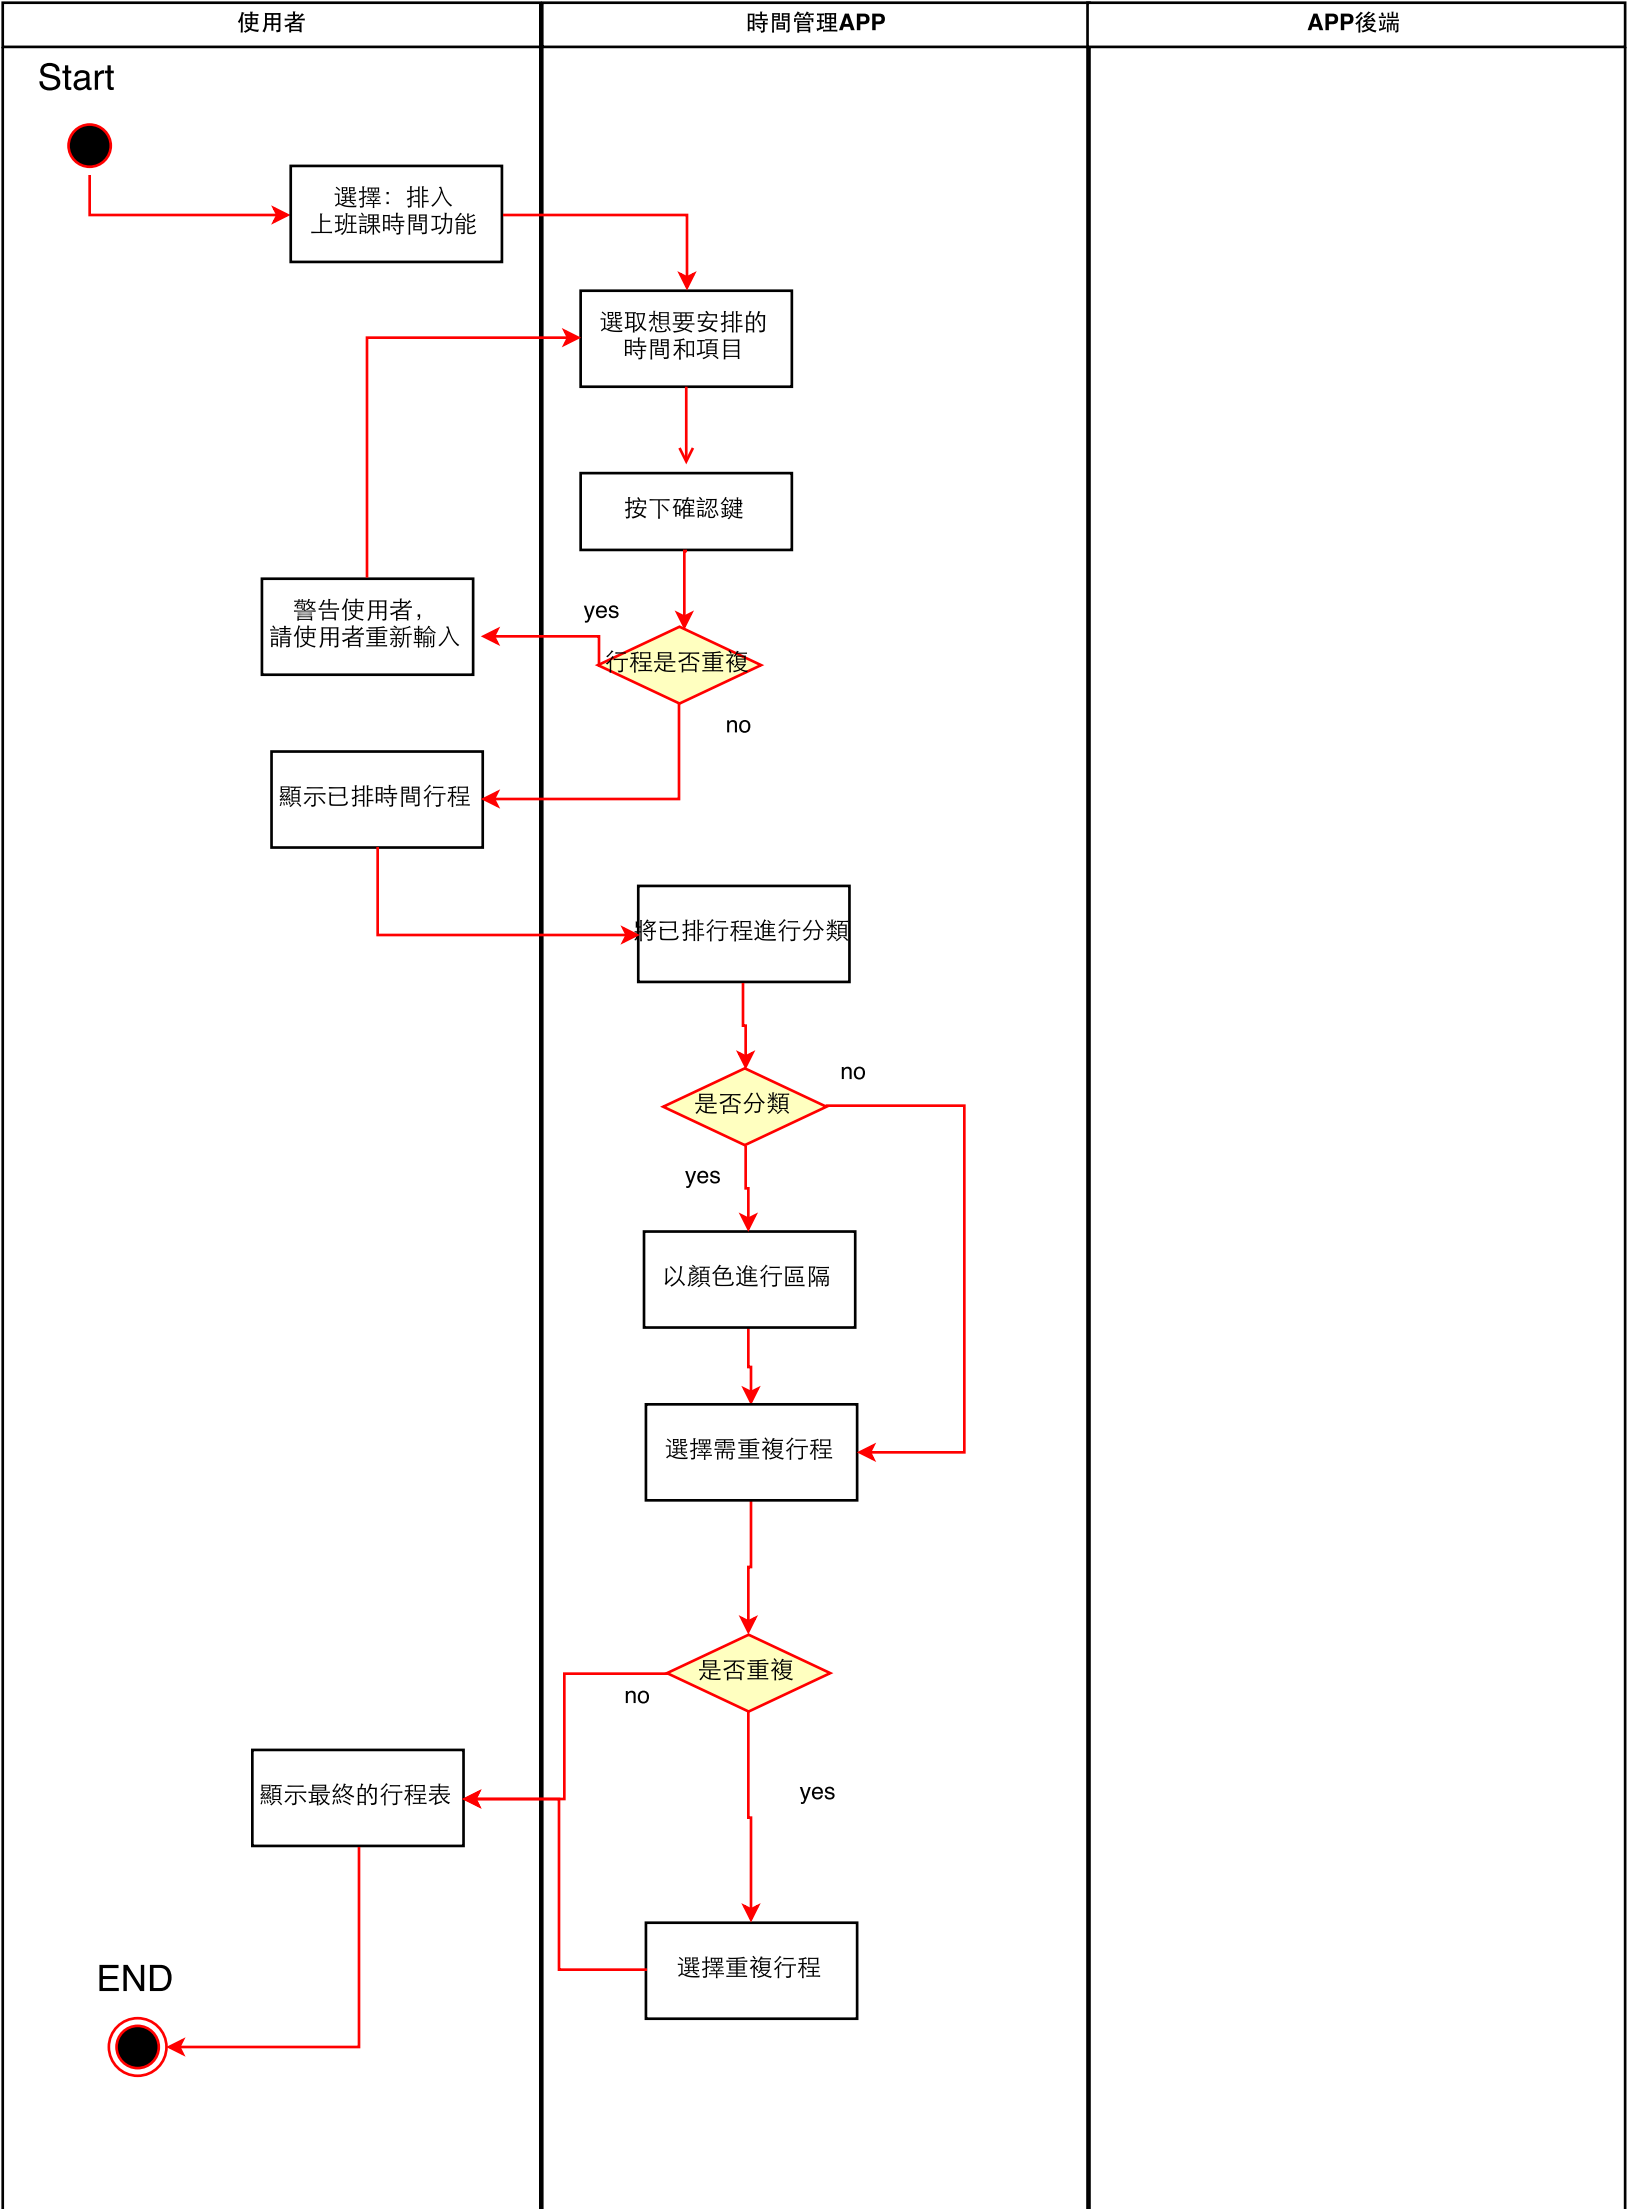 使用者
時間管理APP
APP後端
Start
選擇：排入
上班課時間功能
選取想要安排的
時間和項目
按下確認鍵
警告使用者，
請使用者重新輸入
yes
行程是否重複
no
顯示已排時間行程
將已排行程進行分類
no
是否分類
yes
以顏色進行區隔
選擇需重複行程
是否重複
no
yes
顯示最終的行程表
選擇重複行程
END